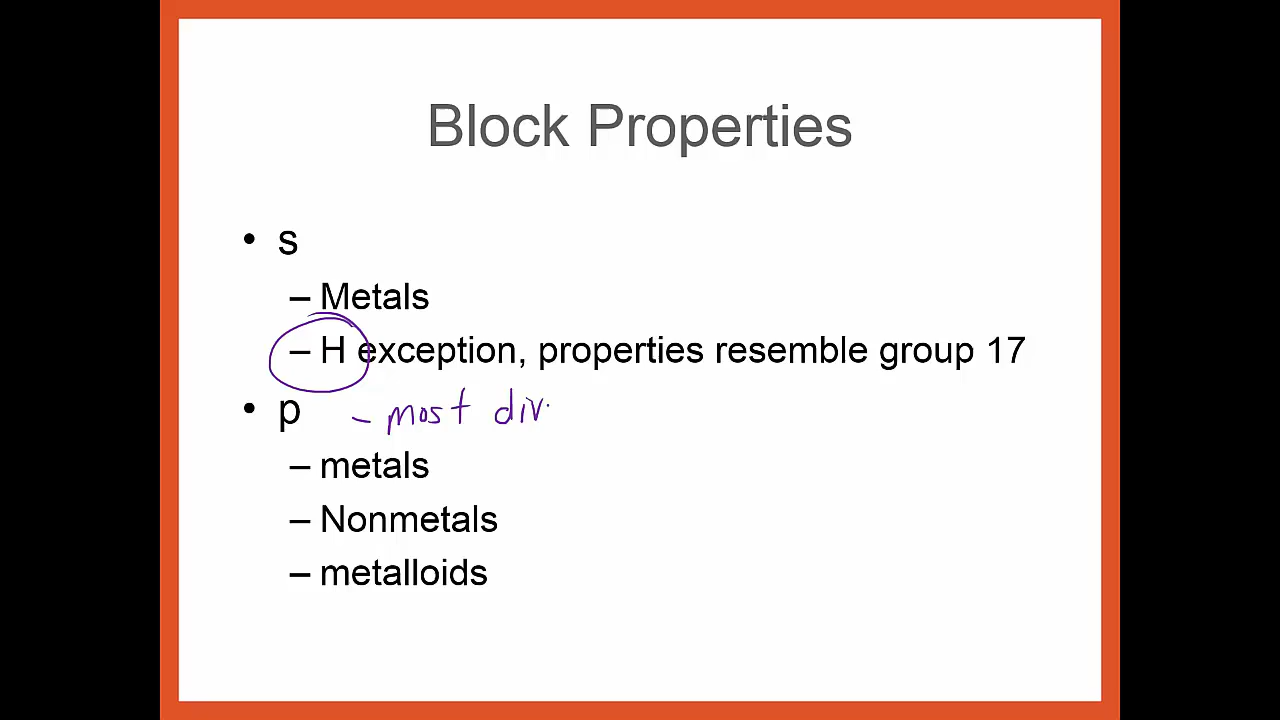 Block Properties
• s
– Metals
– H exception, properties resemble group 17
• p – most div
– metals
– Nonmetals
– metalloids